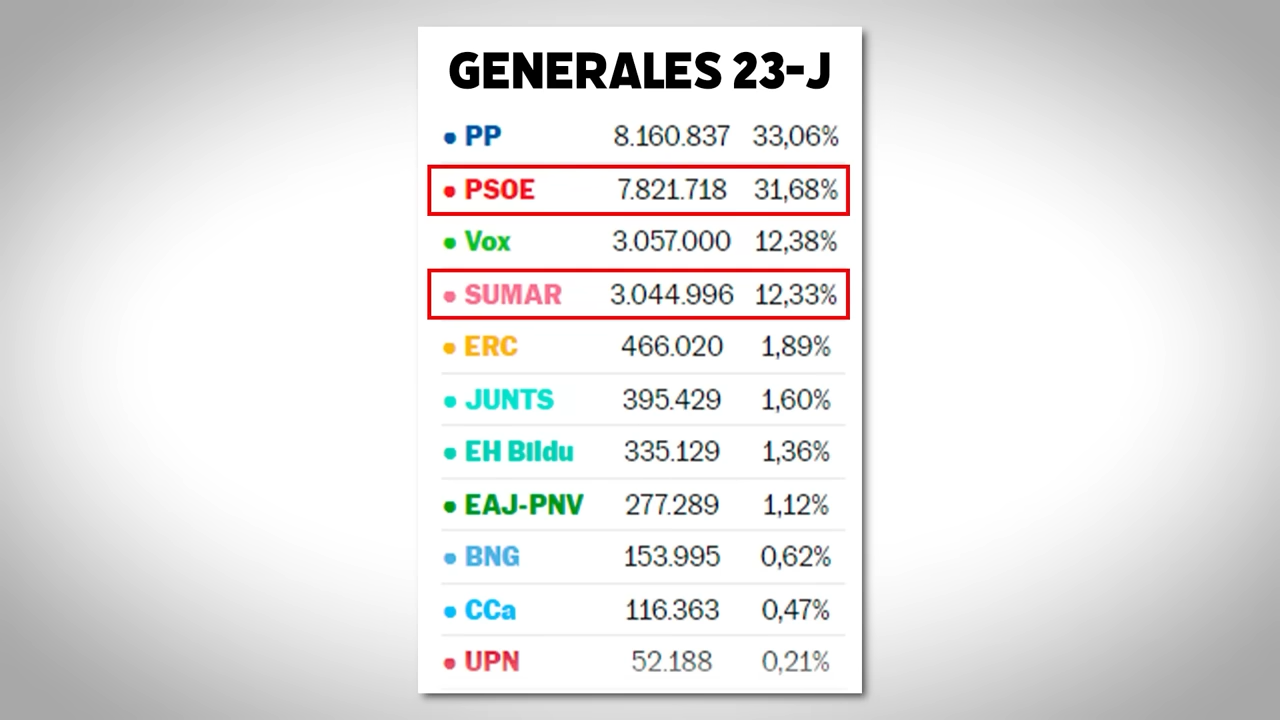 GENERALES 23-J
• PP 8.160.837 33,06%
• PSOE 7.821.718 31,68%
• Vox 3.057.000 12,38%
• SUMAR 3.044.996 12,33%
• ERC 466.020 1,89%
• JUNTS 395.429 1,60%
• EH Bildu 335.129 1,36%
• EAJ-PNV 277.289 1,12%
• BNG 153.995 0,62%
• CCa 116.363 0,47%
• UPN 52.188 0,21%